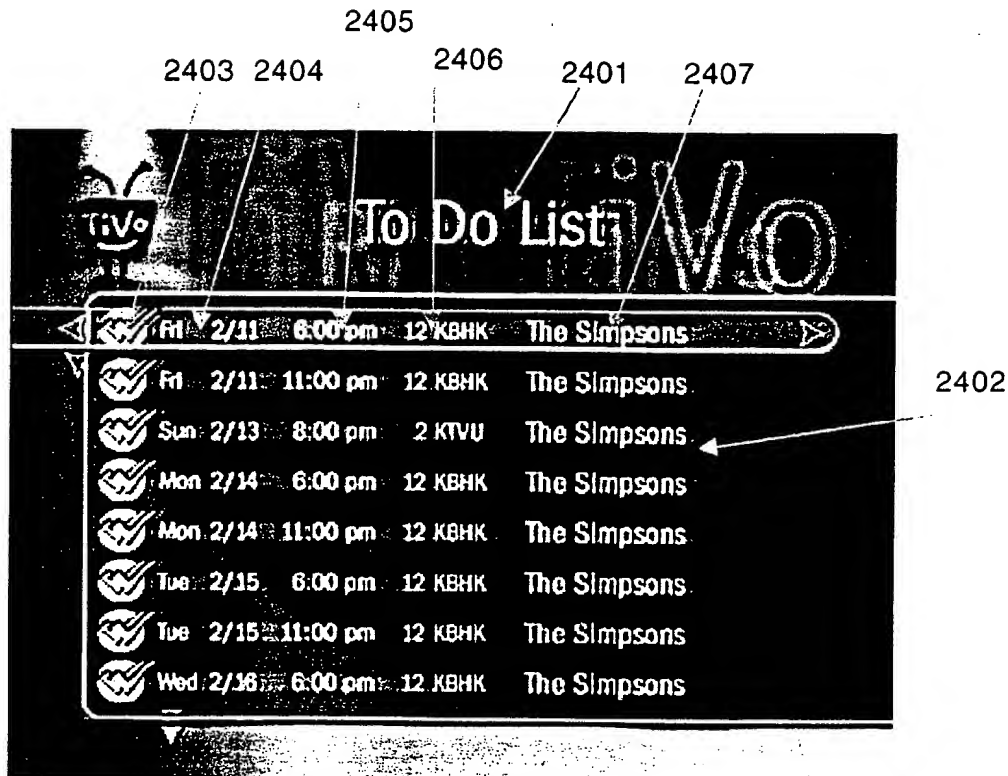 2405
2403 2404 2406 2401 2407
TiVo
TiVo
To Do List
Fri 2/11 6:00 pm 12 KBHK The Simpsons
Fri 2/11 11:00 pm 12 KBHK The Simpsons
2402
Sun 2/13 8:00 pm 2 KTVU The Simpsons
Mon 2/14 6:00 pm 12 KBHK The Simpsons
Mon 2/14 11:00 pm 12 KBHK The Simpsons
Tue 2/15 6:00 pm 12 KBHK The Simpsons
Tue 2/15 11:00 pm 12 KBHK The Simpsons
Wed 2/16 6:00 pm 12 KBHK The Simpsons